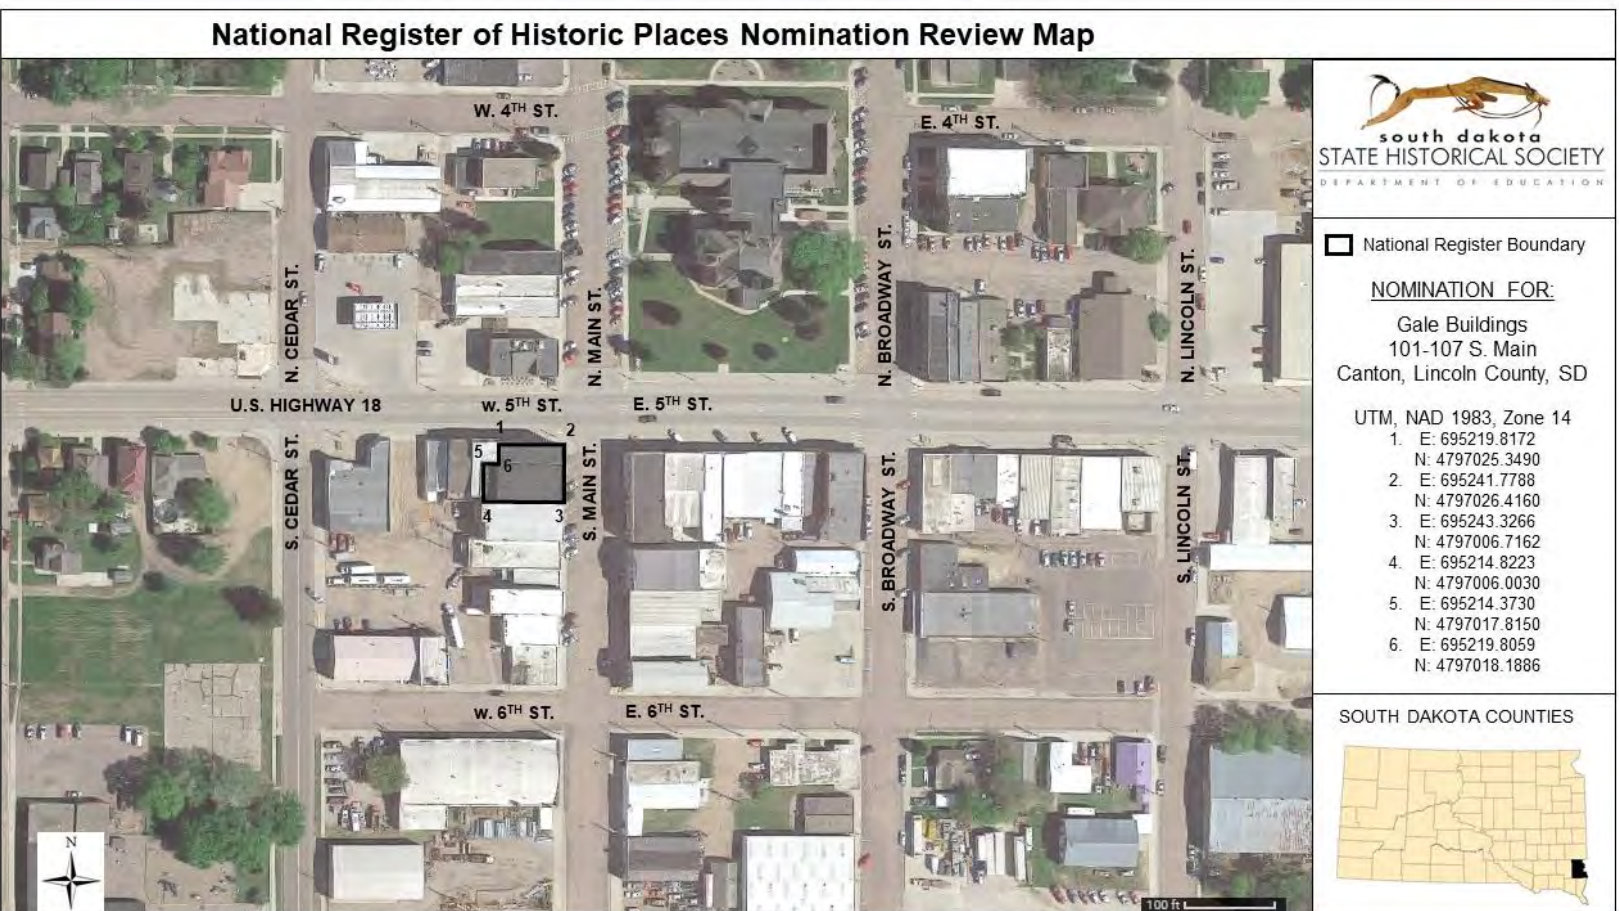 National Register of Historic Places Nomination Review Map
W. 4TH ST.
E. 4TH ST.
N. CEDAR ST.
N. MAIN ST.
N. BROADWAY ST.
N. LINCOLN ST.
U.S. HIGHWAY 18
w. 5TH ST.
E. 5TH ST.
1
2
5
6
4
3
S. CEDAR ST.
S. MAIN ST.
S. BROADWAY ST.
S. LINCOLN ST.
w. 6TH ST.
E. 6TH ST.
N
100 ft
south dakota
STATE HISTORICAL SOCIETY
DEPARTMENT OF EDUCATION
National Register Boundary
NOMINATION FOR:
Gale Buildings
101-107 S. Main
Canton, Lincoln County, SD
UTM, NAD 1983, Zone 14
1. E: 695219.8172
N: 4797025.3490
2. E: 695241.7788
N: 4797026.4160
3. E: 695243.3266
N: 4797006.7162
4. E: 695214.8223
N: 4797006.0030
5. E: 695214.3730
N: 4797017.8150
6. E: 695219.8059
N: 4797018.1886
SOUTH DAKOTA COUNTIES